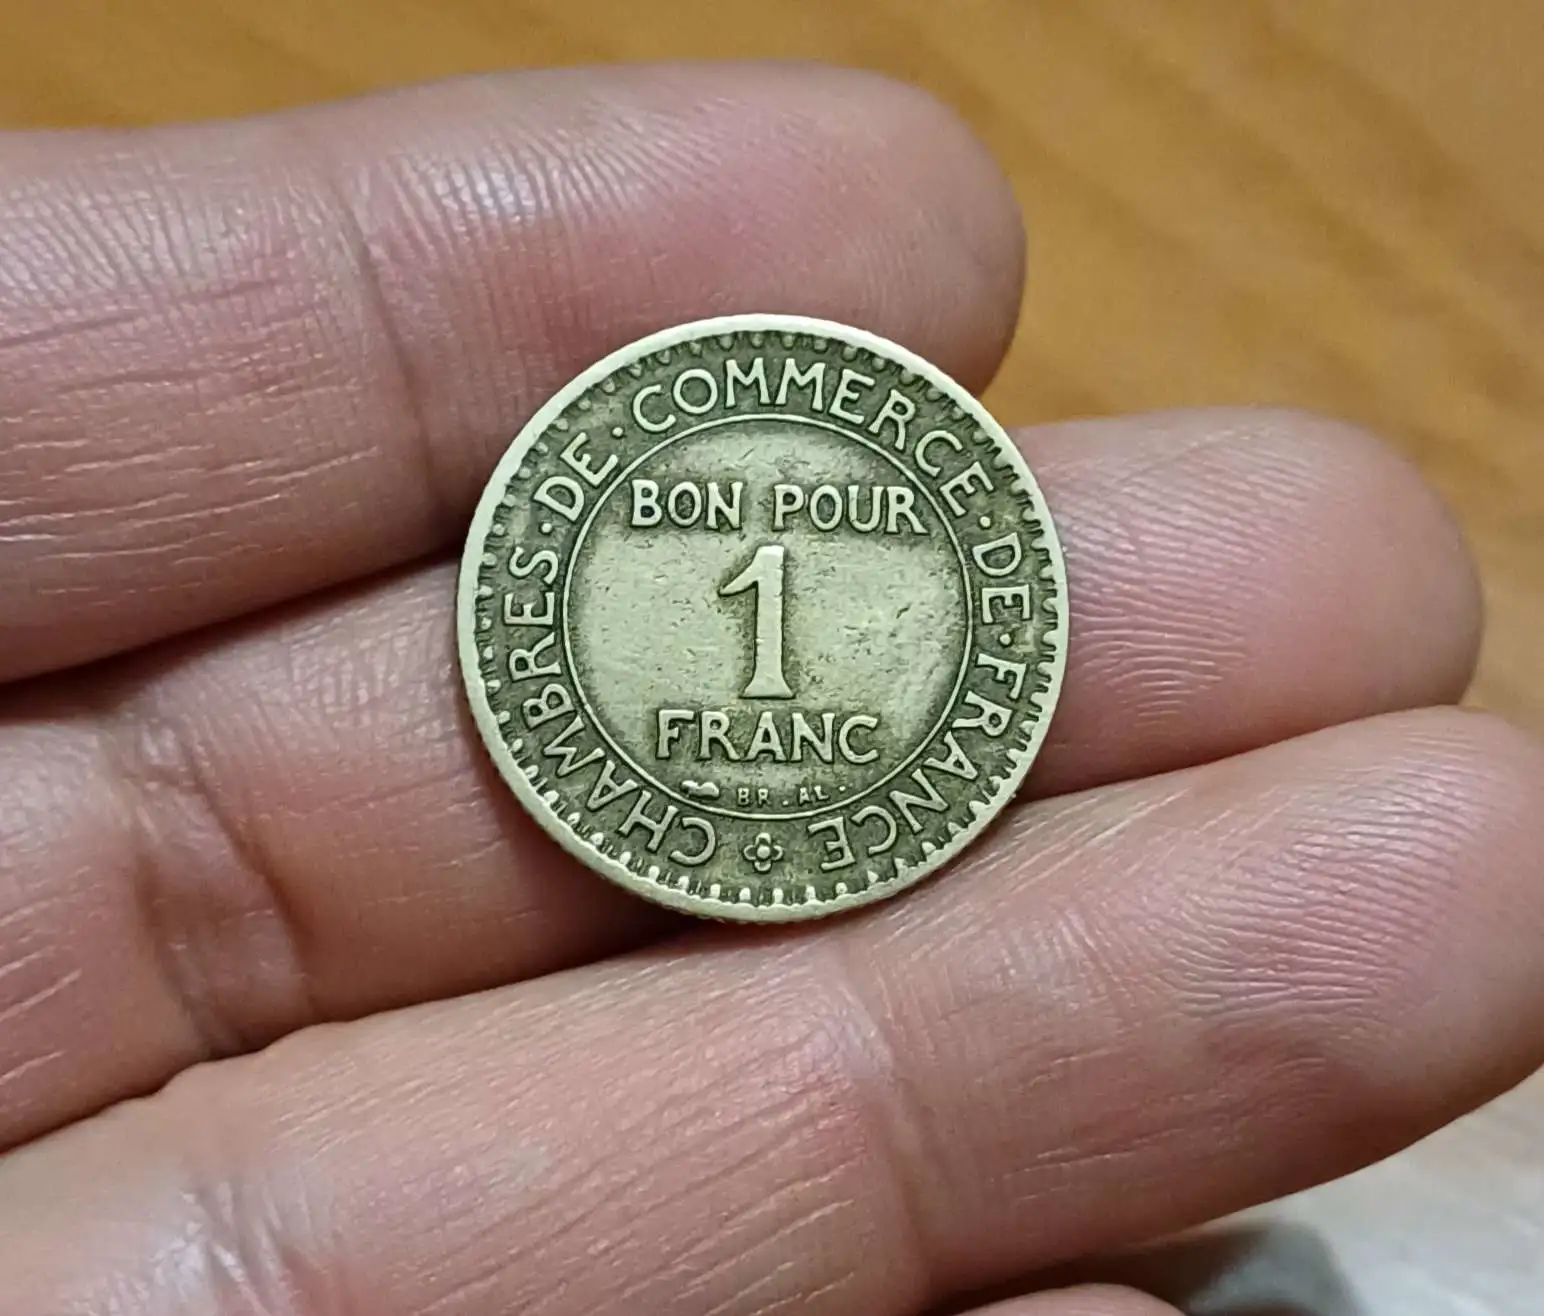 CHAMBRES·DE·COMMERCE·DE·FRANCE
BON POUR
1
FRANC
BR.AL.